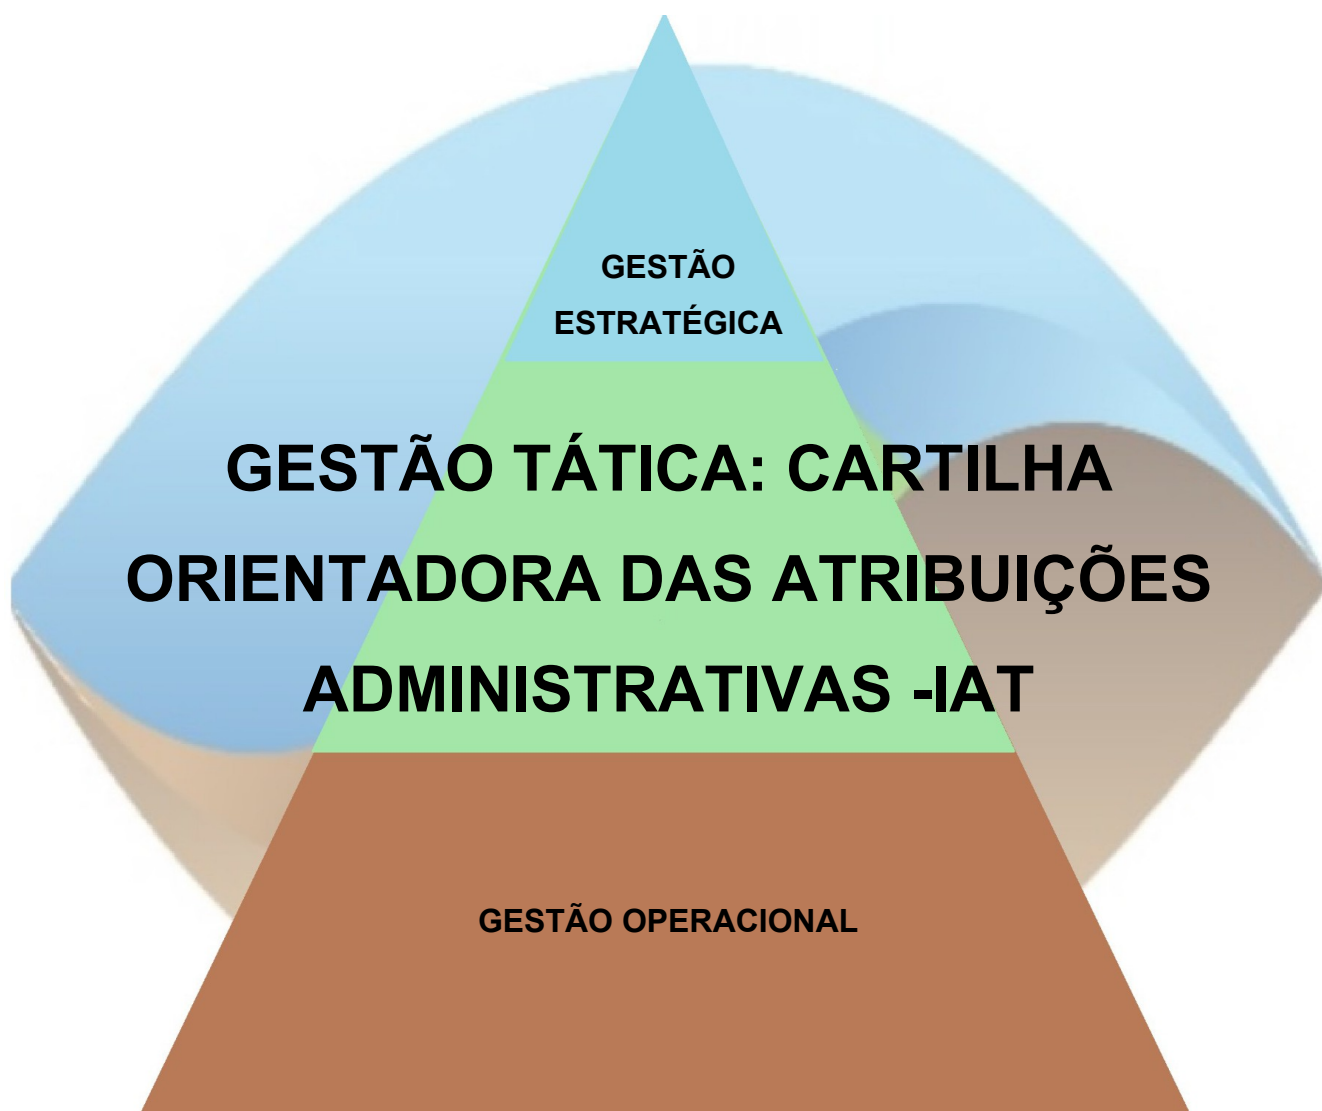 GESTÃO
ESTRATÉGICA
GESTÃO TÁTICA: CARTILHA
ORIENTADORA DAS ATRIBUIÇÕES
ADMINISTRATIVAS -IAT
GESTÃO OPERACIONAL